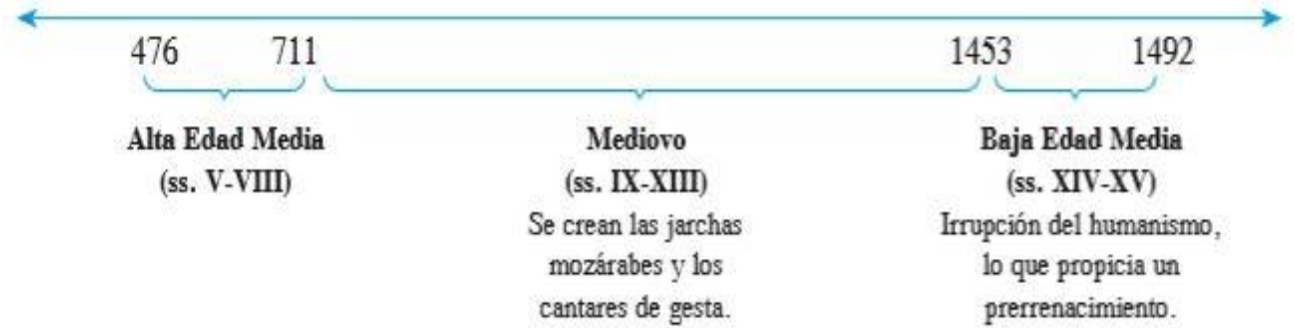 476 711 1453 1492
Alta Edad Media
(ss. V-VIII)
Mediovo
(ss. IX-XIII)
Se crean las jarchas
mozárabes y los
cantares de gesta.
Baja Edad Media
(ss. XIV-XV)
Irrupción del humanismo,
lo que propicia un
prerrenacimiento.